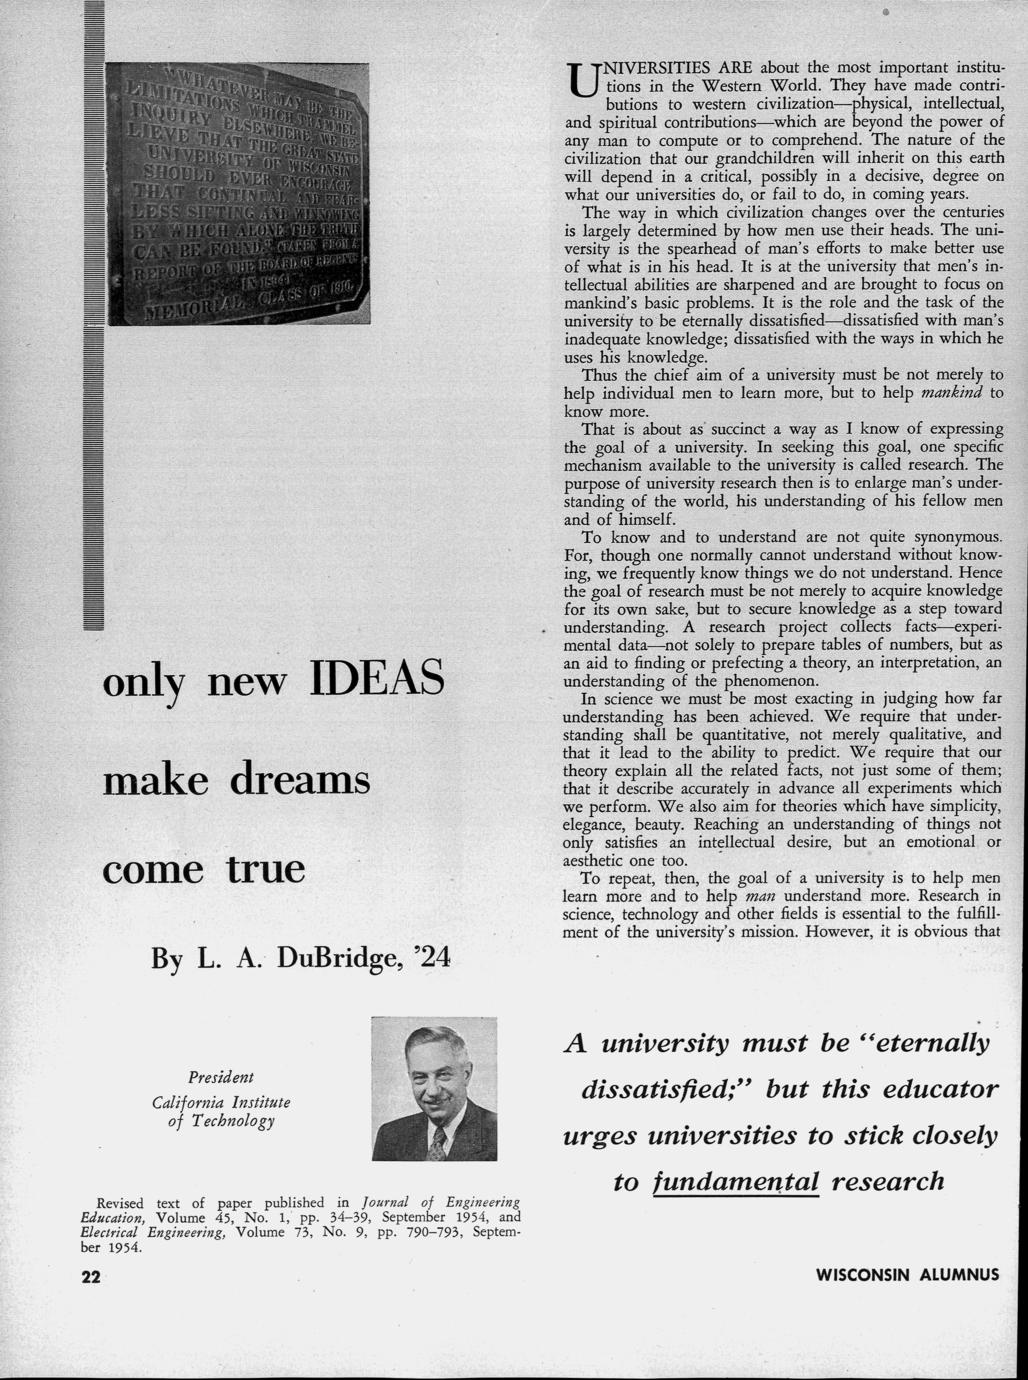 "WHATEVER MAY BE THE
LIMITATIONS WHICH TRAMMEL
INQUIRY ELSEWHERE, WE BE-
LIEVE THAT THE GREAT STATE
UNIVERSITY OF WISCONSIN
SHOULD EVER ENCOURAGE
THAT CONTINUAL AND FEAR-
LESS SIFTING AND WINNOWING
BY WHICH ALONE THE TRUTH
CAN BE FOUND." (TAKEN FROM A
REPORT OF THE BOARD OF REGENTS
IN 1894)
MEMORIAL, CLASS OF 1910.
only new IDEAS
make dreams
come true
By L. A. DuBridge, '24
President
California Institute
of Technology
Revised text of paper published in Journal of Engineering
Education, Volume 45, No. 1, pp. 34–39, September 1954, and
Electrical Engineering, Volume 73, No. 9, pp. 790–793, Septem-
ber 1954.
UNIVERSITIES ARE about the most important institu-
tions in the Western World. They have made contri-
butions to western civilization—physical, intellectual,
and spiritual contributions—which are beyond the power of
any man to compute or to comprehend. The nature of the
civilization that our grandchildren will inherit on this earth
will depend in a critical, possibly in a decisive, degree on
what our universities do, or fail to do, in coming years.
The way in which civilization changes over the centuries
is largely determined by how men use their heads. The uni-
versity is the spearhead of man's efforts to make better use
of what is in his head. It is at the university that men's in-
tellectual abilities are sharpened and are brought to focus on
mankind's basic problems. It is the role and the task of the
university to be eternally dissatisfied—dissatisfied with man's
inadequate knowledge; dissatisfied with the ways in which he
uses his knowledge.
Thus the chief aim of a university must be not merely to
help individual men to learn more, but to help mankind to
know more.
That is about as succinct a way as I know of expressing
the goal of a university. In seeking this goal, one specific
mechanism available to the university is called research. The
purpose of university research then is to enlarge man's under-
standing of the world, his understanding of his fellow men
and of himself.
To know and to understand are not quite synonymous.
For, though one normally cannot understand without know-
ing, we frequently know things we do not understand. Hence
the goal of research must be not merely to acquire knowledge
for its own sake, but to secure knowledge as a step toward
understanding. A research project collects facts—experi-
mental data—not solely to prepare tables of numbers, but as
an aid to finding or prefecting a theory, an interpretation, an
understanding of the phenomenon.
In science we must be most exacting in judging how far
understanding has been achieved. We require that under-
standing shall be quantitative, not merely qualitative, and
that it lead to the ability to predict. We require that our
theory explain all the related facts, not just some of them;
that it describe accurately in advance all experiments which
we perform. We also aim for theories which have simplicity,
elegance, beauty. Reaching an understanding of things not
only satisfies an intellectual desire, but an emotional or
aesthetic one too.
To repeat, then, the goal of a university is to help men
learn more and to help man understand more. Research in
science, technology and other fields is essential to the fulfill-
ment of the university's mission. However, it is obvious that
A university must be "eternally
dissatisfied;" but this educator
urges universities to stick closely
to fundamental research
22
WISCONSIN ALUMNUS